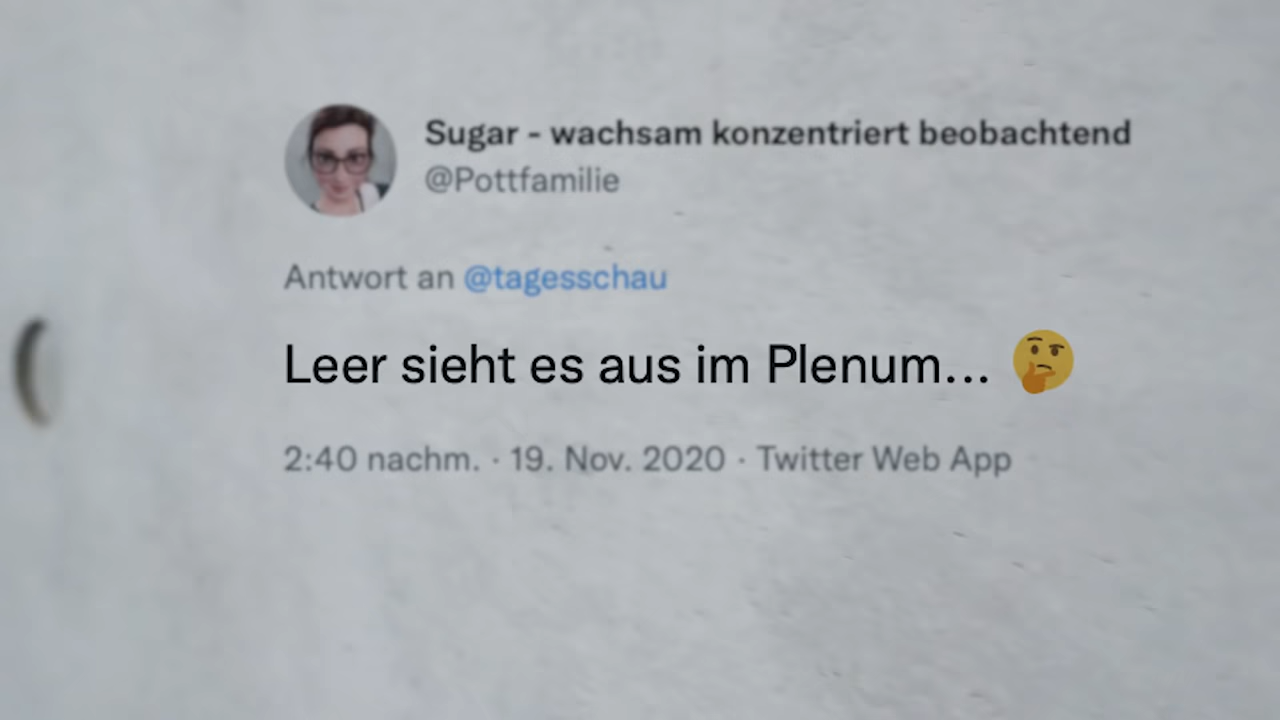 Sugar - wachsam konzentriert beobachtend
@Pottfamilie
Antwort an @tagesschau
Leer sieht es aus im Plenum... 🤔
2:40 nachm. · 19. Nov. 2020 · Twitter Web App